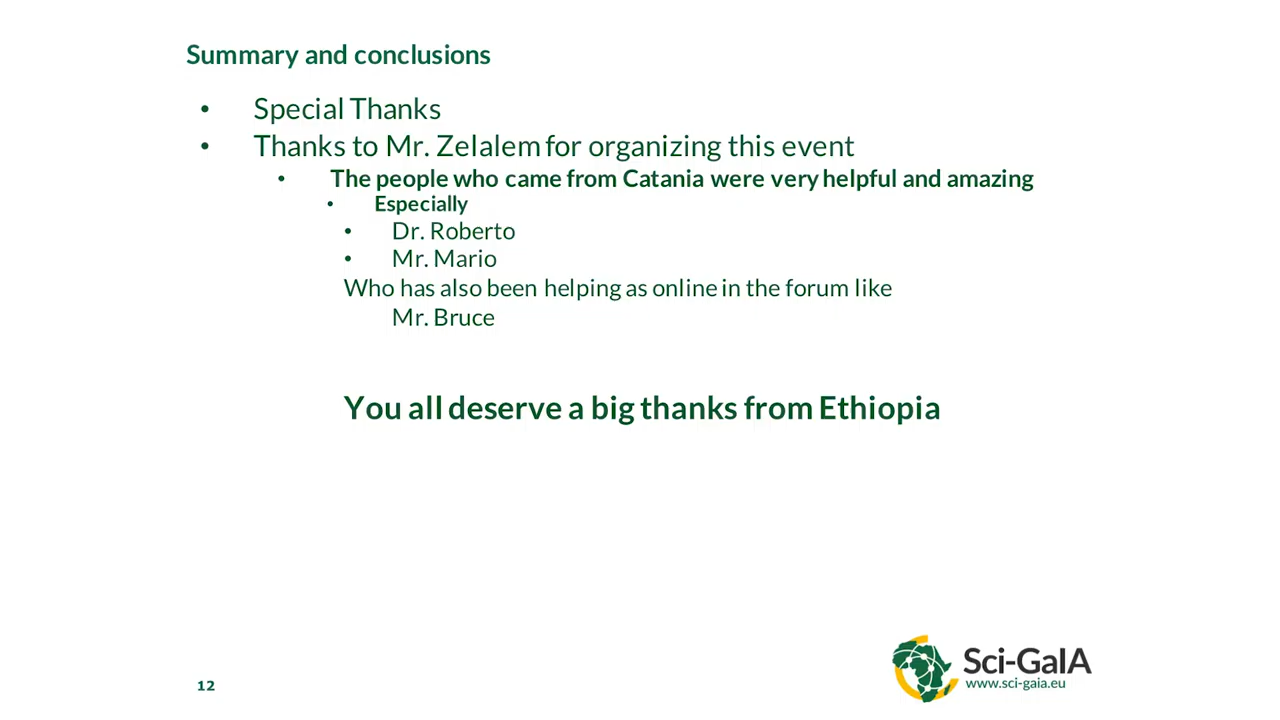 Summary and conclusions
• Special Thanks
• Thanks to Mr. Zelalem for organizing this event
• The people who came from Catania were very helpful and amazing
• Especially
• Dr. Roberto
• Mr. Mario
Who has also been helping as online in the forum like
Mr. Bruce
You all deserve a big thanks from Ethiopia
Sci-GaIA
www.sci-gaia.eu
12